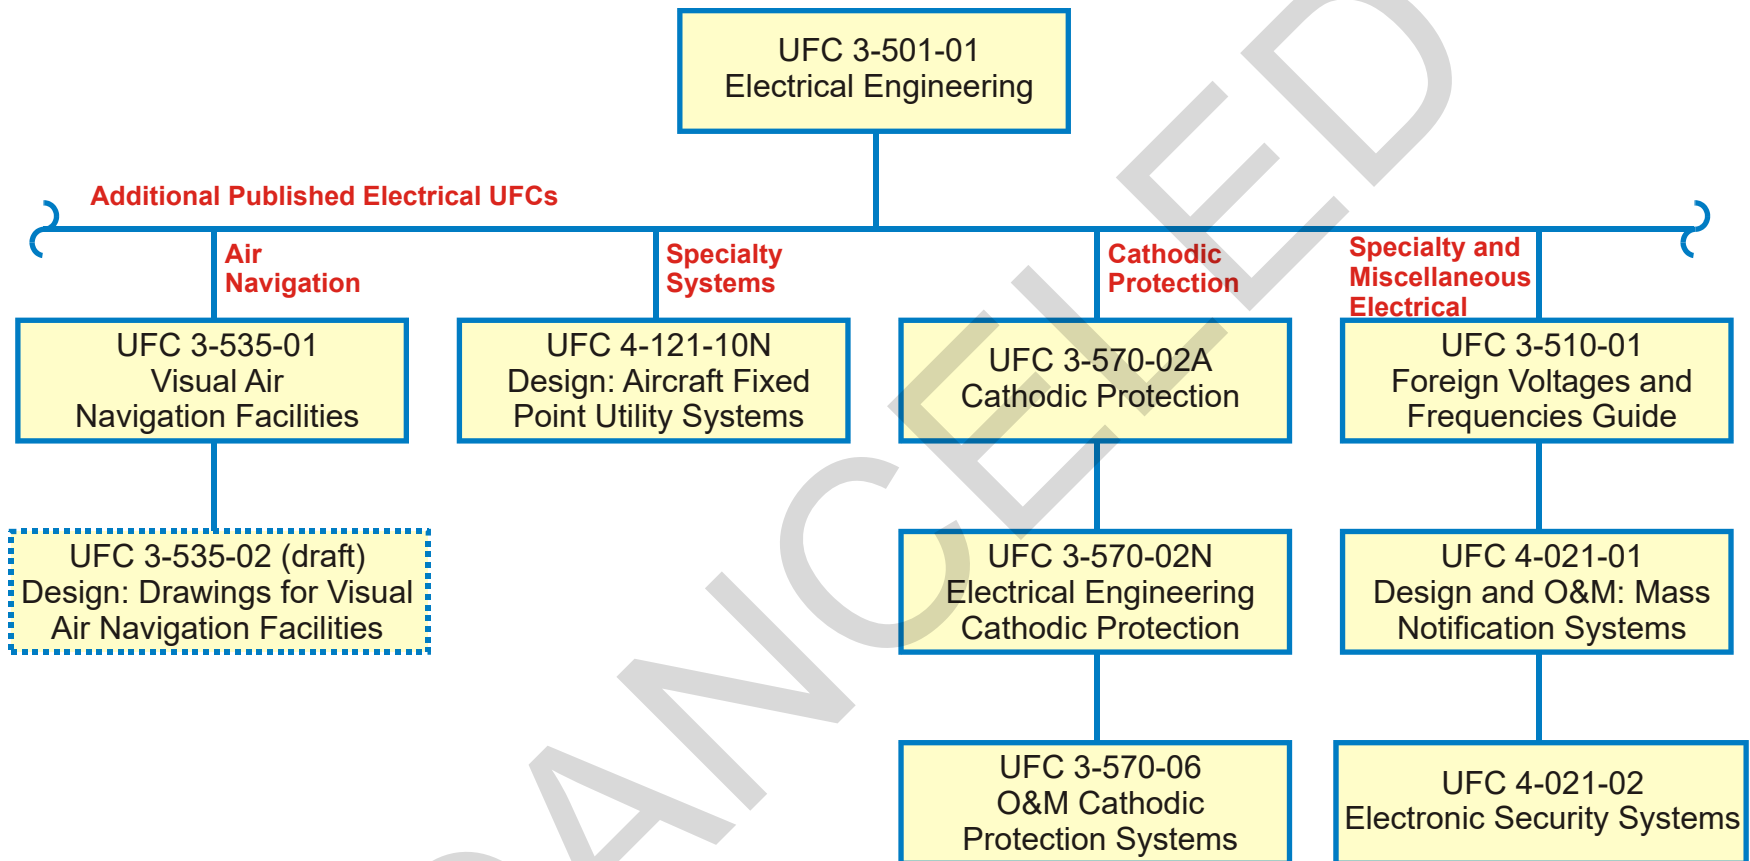 UFC 3-501-01
Electrical Engineering
Additional Published Electrical UFCs
Air
Navigation
Specialty
Systems
Cathodic
Protection
Specialty and
Miscellaneous
Electrical
UFC 3-535-01
Visual Air
Navigation Facilities
UFC 4-121-10N
Design: Aircraft Fixed
Point Utility Systems
UFC 3-570-02A
Cathodic Protection
UFC 3-510-01
Foreign Voltages and
Frequencies Guide
UFC 3-535-02 (draft)
Design: Drawings for Visual
Air Navigation Facilities
UFC 3-570-02N
Electrical Engineering
Cathodic Protection
UFC 4-021-01
Design and O&M: Mass
Notification Systems
UFC 3-570-06
O&M Cathodic
Protection Systems
UFC 4-021-02
Electronic Security Systems
CANCELED